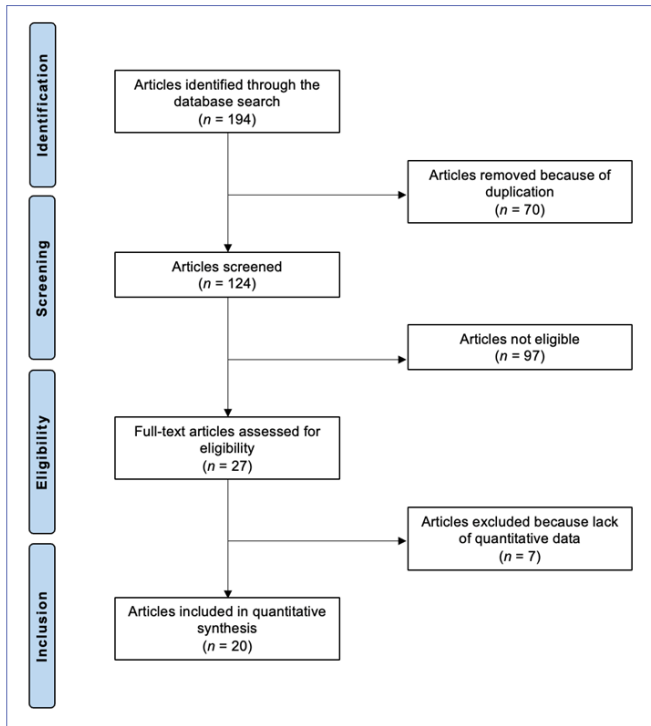 Identification
Articles identified through the
database search
(n = 194)
Articles removed because of
duplication
(n = 70)
Screening
Articles screened
(n = 124)
Articles not eligible
(n = 97)
Eligibility
Full-text articles assessed for
eligibility
(n = 27)
Articles excluded because lack
of quantitative data
(n = 7)
Inclusion
Articles included in quantitative
synthesis
(n = 20)